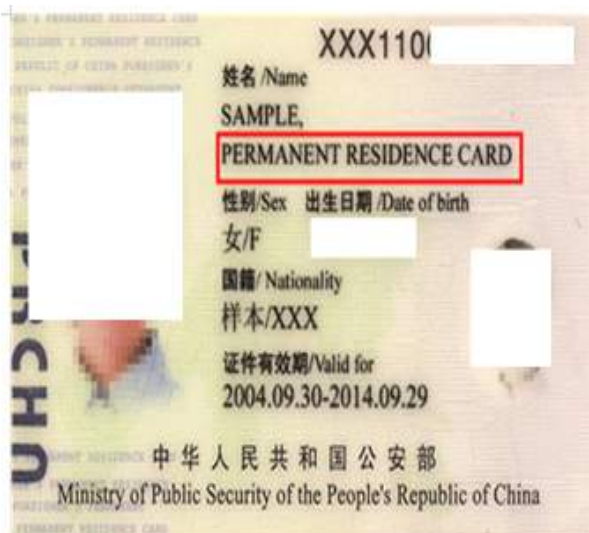 XXX110
姓名 /Name
SAMPLE,
PERMANENT RESIDENCE CARD
性别/Sex 出生日期 /Date of birth
女/F
国籍/ Nationality
样本/XXX
证件有效期/Valid for
2004.09.30-2014.09.29
中华人民共和国公安部
Ministry of Public Security of the People's Republic of China
PRCHN